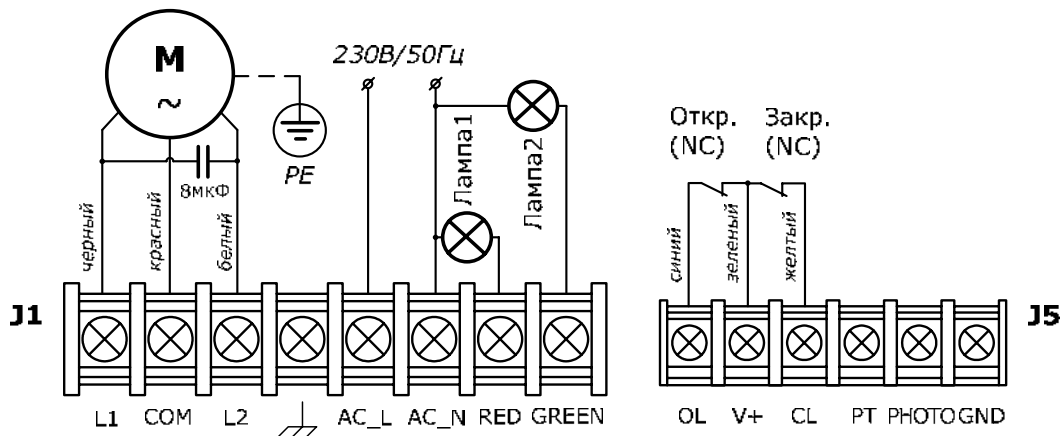 M
~
230В/50Гц
PE
8мкФ
черный
красный
белый
Лампа1
Лампа2
J1
L1 COM L2 AC_L AC_N RED GREEN
Откр.
(NC)
Закр.
(NC)
синий
зеленый
желтый
J5
OL V+ CL PT PHOTO GND